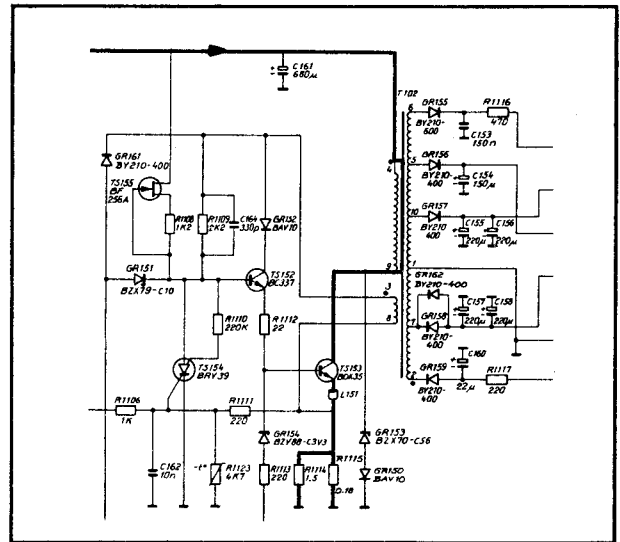 C161
680µ
T102
6
GR155
R1116
BY210-
600
470
C153
150n
GR161
BY210-400
5
GR156
4
BY210-
400
C154
150µ
TS155
BF
256A
R1108
1K2
R1109
2K2
C164
330p
GR152
BAV10
10
GR157
BY210
400
C155
220µ
C156
220µ
9
1
GR151
BZX79-C10
TS152
BC337
GR162
BY210-400
3
8
C157
220µ
C158
220µ
7
GR158
BY210-
400
R1110
220K
R1112
22
TS154
BRY39
TS153
BDX35
C160
GR159
R1117
BY210-
400
22µ
220
L151
R1106
1K
R1111
220
GR154
BZY88-C3V3
GR153
BZX70-C56
C162
10n
-t°
R1123
4K7
R1113
220
R1114
1.5
R1115
0.18
GR150
BAV10